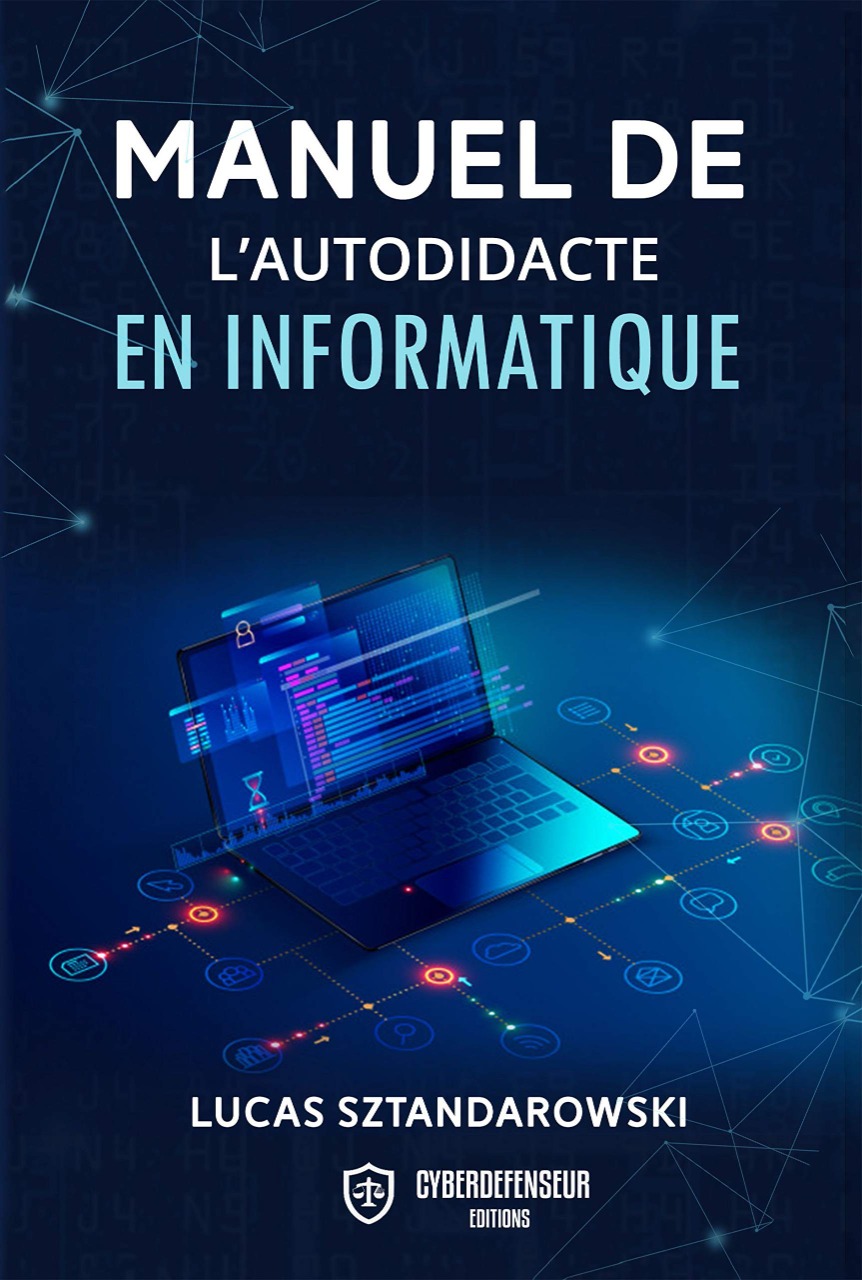 MANUEL DE
L’AUTODIDACTE
EN INFORMATIQUE
LUCAS SZTANDAROWSKI
CYBERDEFENSEUR
EDITIONS